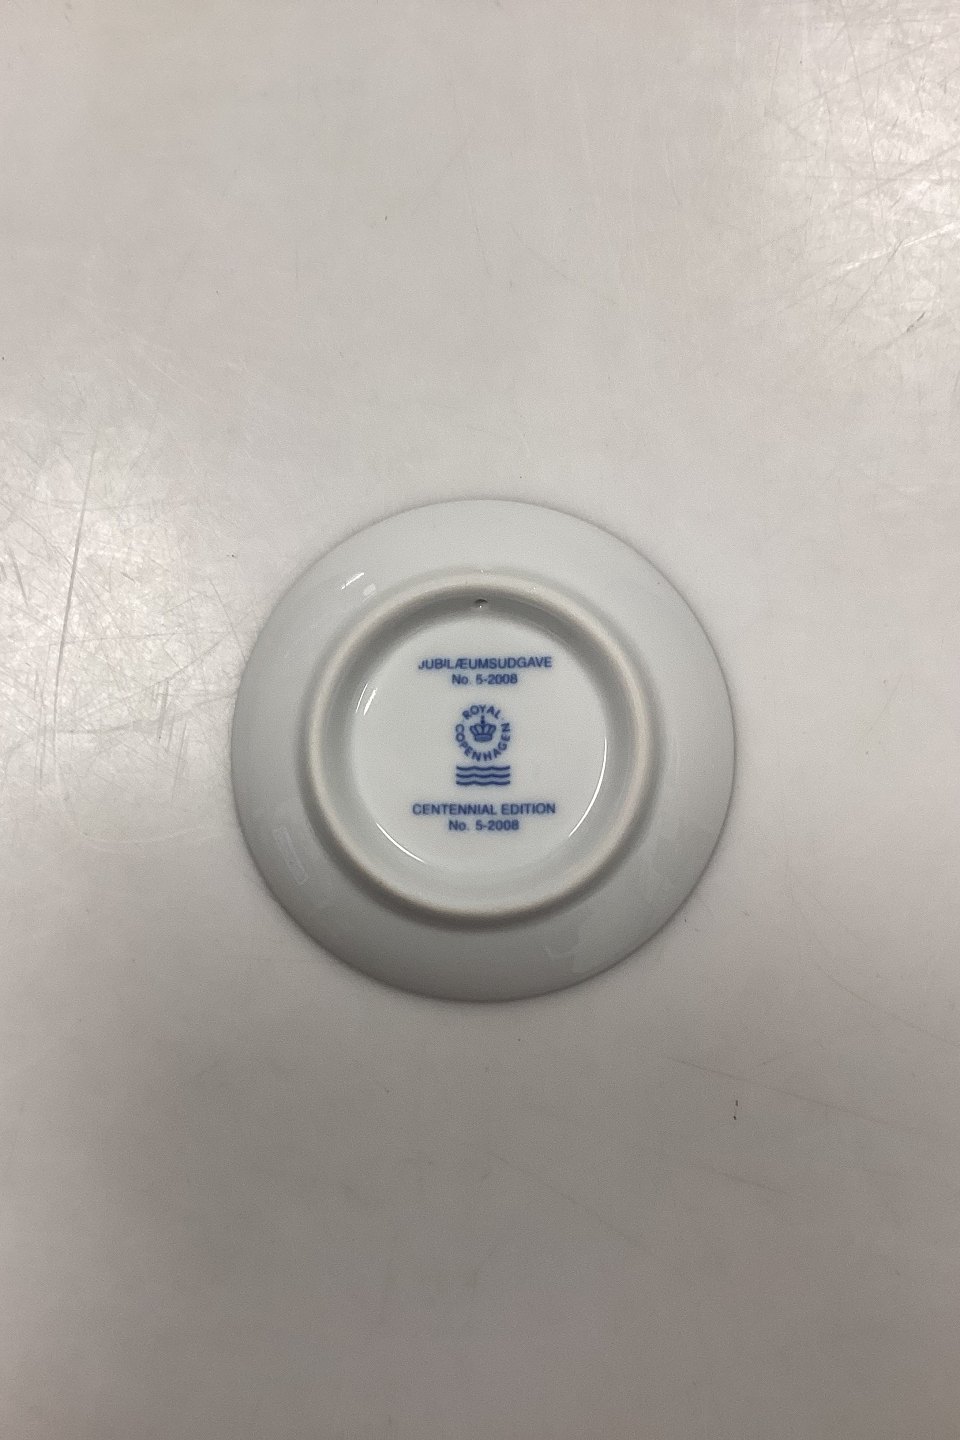 JUBILÆUMSUDGAVE
No. 5-2008
ROYAL
COPENHAGEN
CENTENNIAL EDITION
No. 5-2008